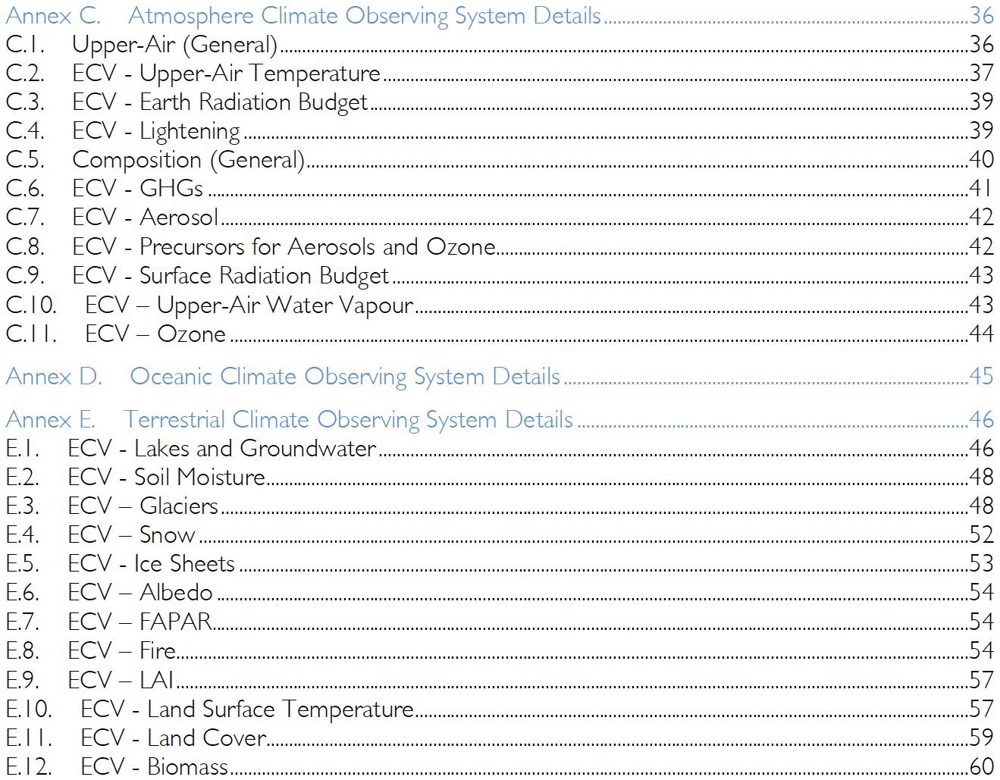 Annex C. Atmosphere Climate Observing System Details 36
C.1. Upper-Air (General) 36
C.2. ECV - Upper-Air Temperature 37
C.3. ECV - Earth Radiation Budget 39
C.4. ECV - Lightening 39
C.5. Composition (General) 40
C.6. ECV - GHGs 41
C.7. ECV - Aerosol 42
C.8. ECV - Precursors for Aerosols and Ozone 42
C.9. ECV - Surface Radiation Budget 43
C.10. ECV – Upper-Air Water Vapour 43
C.11. ECV – Ozone 44
Annex D. Oceanic Climate Observing System Details 45
Annex E. Terrestrial Climate Observing System Details 46
E.1. ECV - Lakes and Groundwater 46
E.2. ECV - Soil Moisture 48
E.3. ECV – Glaciers 48
E.4. ECV – Snow 52
E.5. ECV - Ice Sheets 53
E.6. ECV – Albedo 54
E.7. ECV – FAPAR 54
E.8. ECV – Fire 54
E.9. ECV – LAI 57
E.10. ECV - Land Surface Temperature 57
E.11. ECV - Land Cover 59
E.12. ECV - Biomass 60